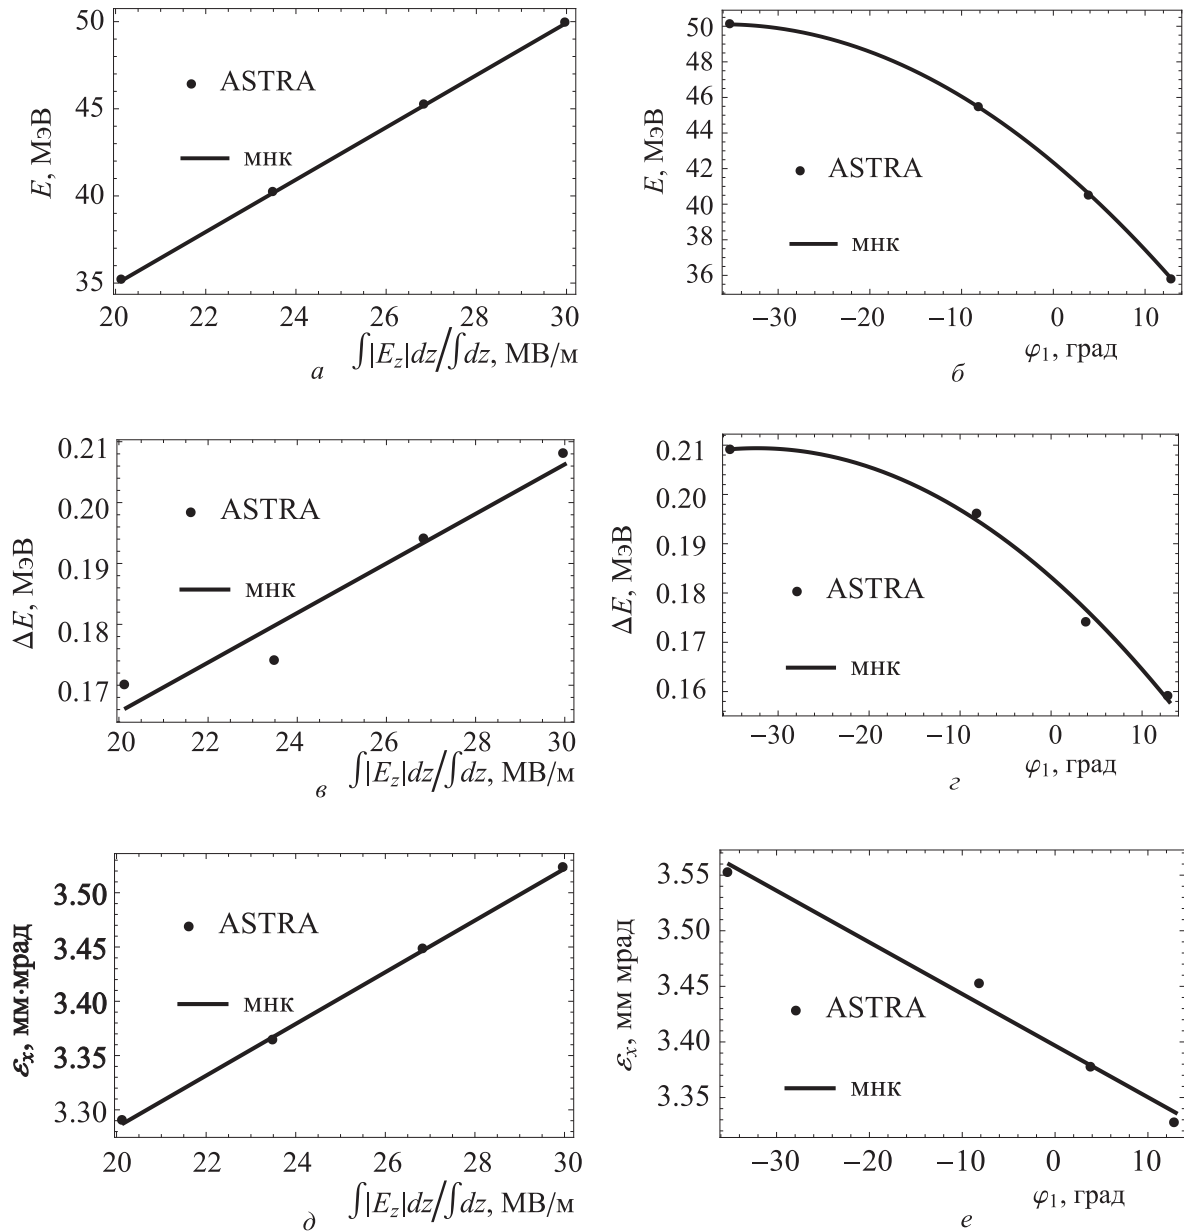 50
45
40
35
E, МэВ
ASTRA
мнк
20 22 24 26 28 30
а ∫|E_z|dz/∫dz, МВ/м
50
48
46
44
42
40
38
36
E, МэВ
ASTRA
мнк
−30 −20 −10 0 10
φ₁, град
б
0.21
0.20
0.19
0.18
0.17
ΔE, МэВ
ASTRA
мнк
20 22 24 26 28 30
в ∫|E_z|dz/∫dz, МВ/м
0.21
0.20
0.19
0.18
0.17
0.16
ΔE, МэВ
ASTRA
мнк
−30 −20 −10 0 10
φ₁, град
г
3.50
3.45
3.40
3.35
3.30
ε_x, мм·мрад
ASTRA
мнк
20 22 24 26 28 30
д ∫|E_z|dz/∫dz, МВ/м
3.55
3.50
3.45
3.40
3.35
ε_x, мм мрад
ASTRA
мнк
−30 −20 −10 0 10
φ₁, град
е